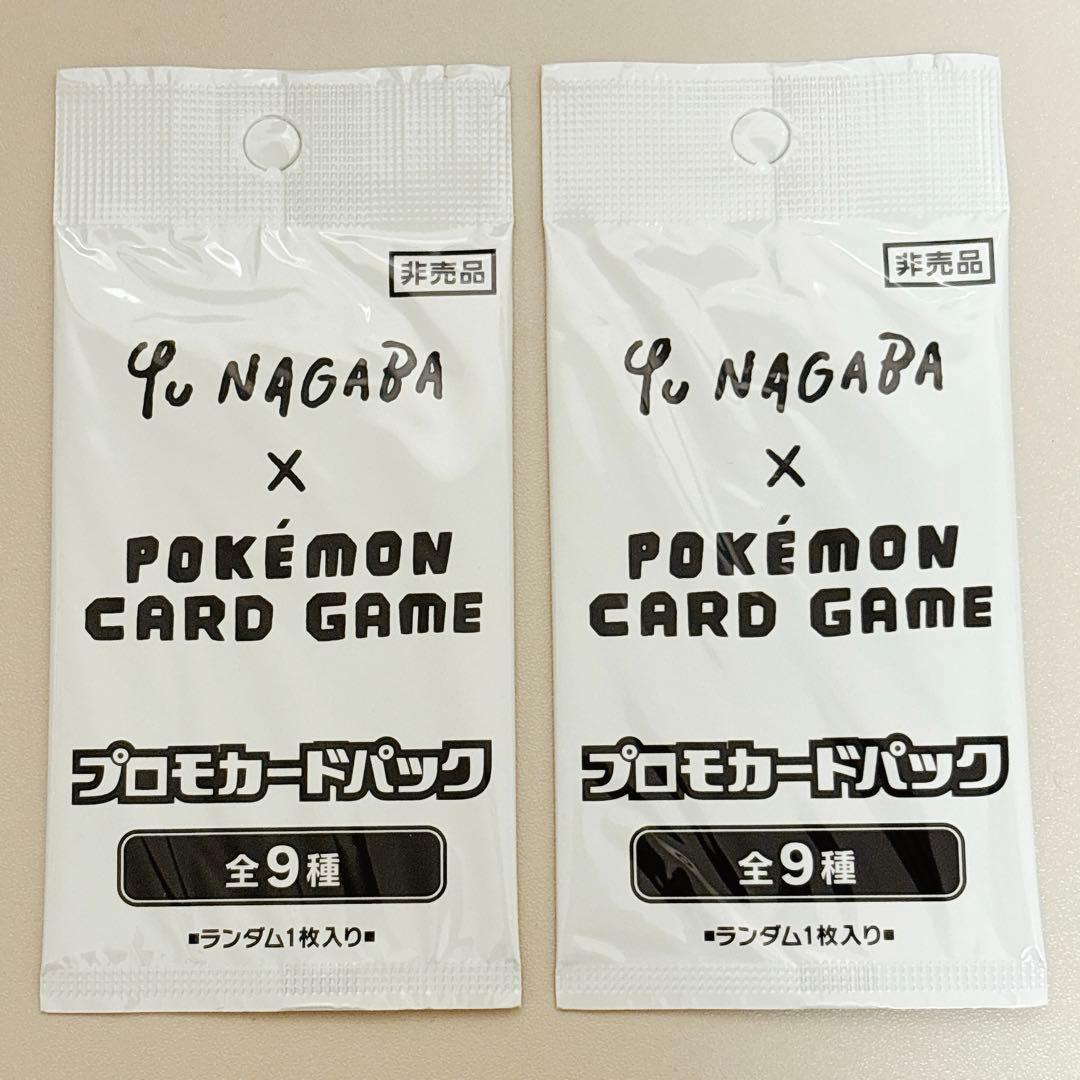 非売品
Yu NAGABA
×
POKÉMON
CARD GAME
プロモカードパック
全9種
■ランダム1枚入り■
非売品
Yu NAGABA
×
POKÉMON
CARD GAME
プロモカードパック
全9種
■ランダム1枚入り■